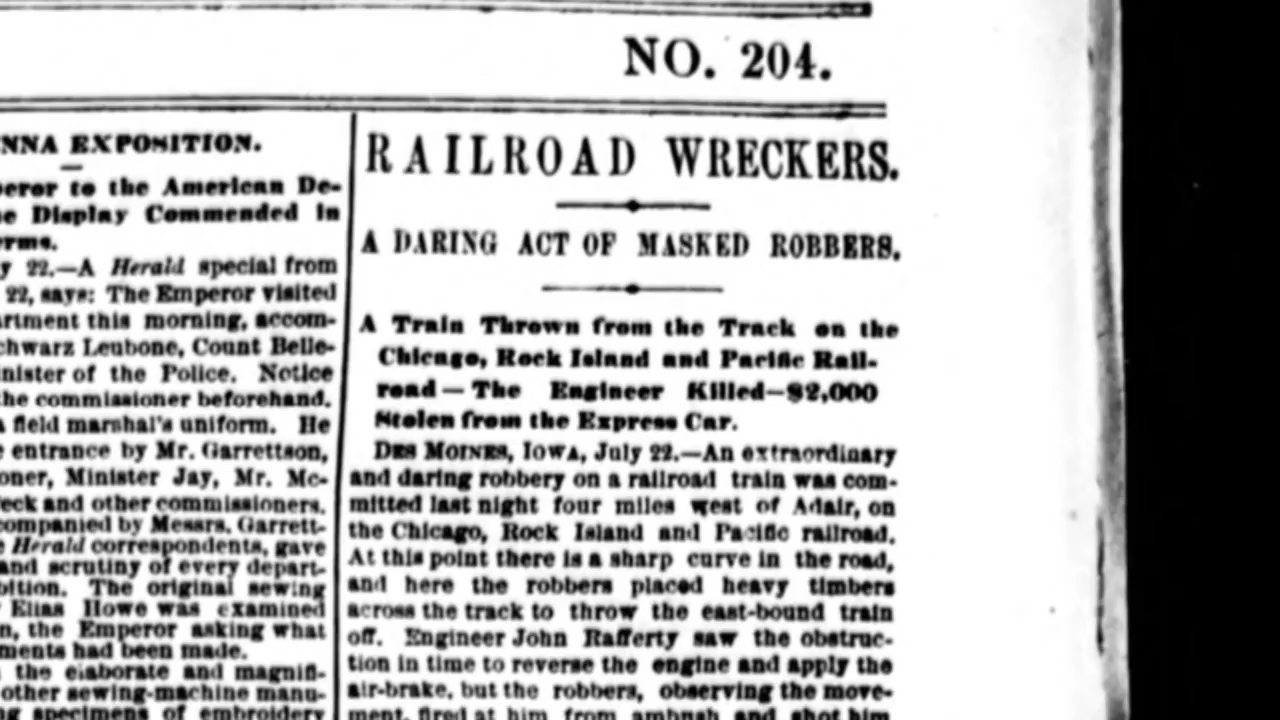 NO. 204.
NNA EXPOSITION.
peror to the American De-
e Display Commended in
erms.
y 22.—A Herald special from
22, says: The Emperor visited
artment this morning, accom-
chwarz Leubone, Count Belle-
nister of the Police. Notice
the commissioner beforehand.
a field marshal's uniform. He
e entrance by Mr. Garrettson,
oner, Minister Jay, Mr. Mc-
eck and other commissioners.
companied by Messrs. Garrett-
e Herald correspondents, gave
and scrutiny of every depart-
bition. The original sewing
Elias Howe was examined
n, the Emperor asking what
ments had been made.
the elaborate and magnifi-
other sewing-machine manu-
ng specimens of embroidery
RAILROAD WRECKERS.
A DARING ACT OF MASKED ROBBERS.
A Train Thrown from the Track on the
Chicago, Rock Island and Pacific Rail-
road—The Engineer Killed—$2,000
Stolen from the Express Car.
DES MOINES, IOWA, July 22.—An extraordinary
and daring robbery on a railroad train was com-
mitted last night four miles west of Adair, on
the Chicago, Rock Island and Pacific railroad.
At this point there is a sharp curve in the road,
and here the robbers placed heavy timbers
across the track to throw the east-bound train
off. Engineer John Rafferty saw the obstruc-
tion in time to reverse the engine and apply the
air-brake, but the robbers, observing the move-
ment, fired at him from ambush and shot him